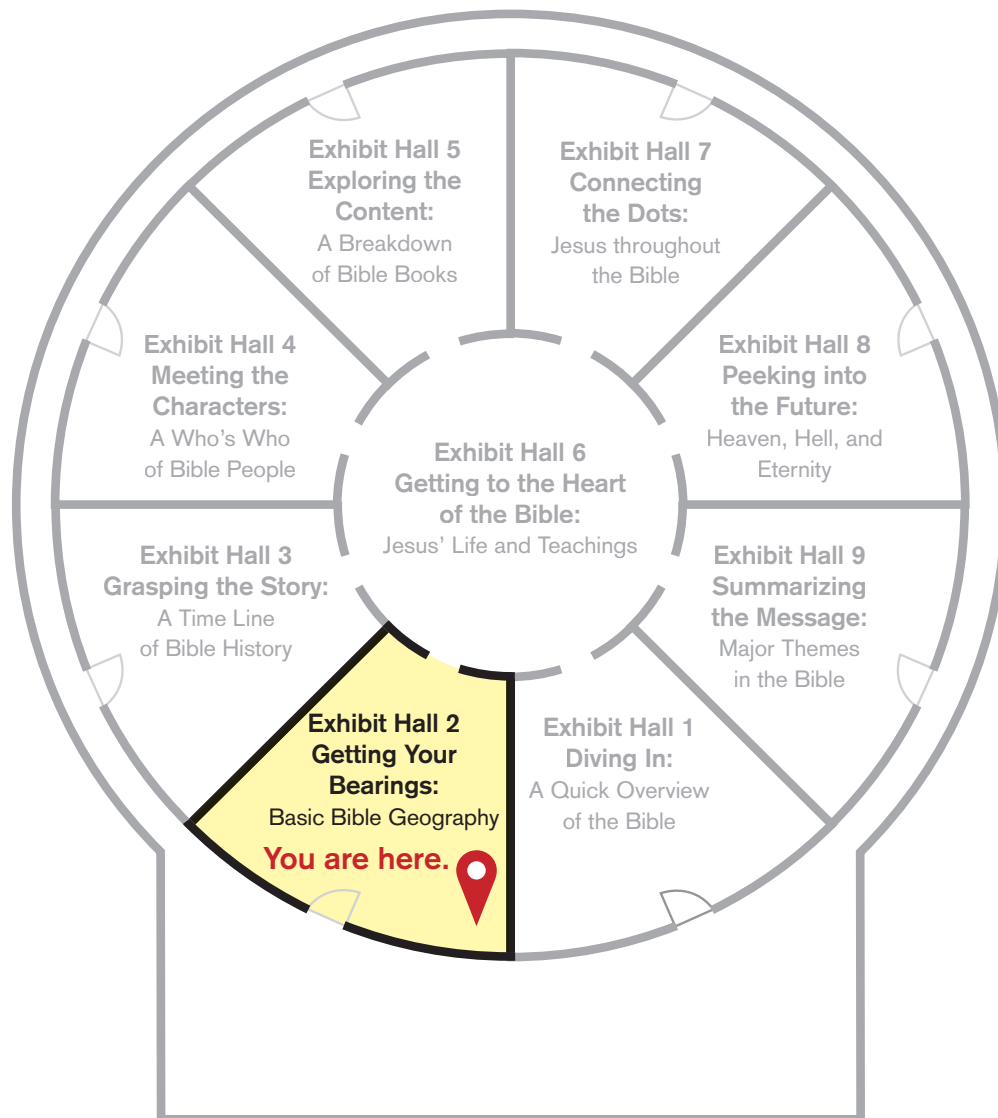 Exhibit Hall 5
Exploring the
Content:
A Breakdown
of Bible Books
Exhibit Hall 7
Connecting
the Dots:
Jesus throughout
the Bible
Exhibit Hall 4
Meeting the
Characters:
A Who's Who
of Bible People
Exhibit Hall 8
Peeking into
the Future:
Heaven, Hell, and
Eternity
Exhibit Hall 6
Getting to the Heart
of the Bible:
Jesus' Life and Teachings
Exhibit Hall 3
Grasping the Story:
A Time Line
of Bible History
Exhibit Hall 9
Summarizing
the Message:
Major Themes
in the Bible
Exhibit Hall 2
Getting Your
Bearings:
Basic Bible Geography
You are here.
Exhibit Hall 1
Diving In:
A Quick Overview
of the Bible